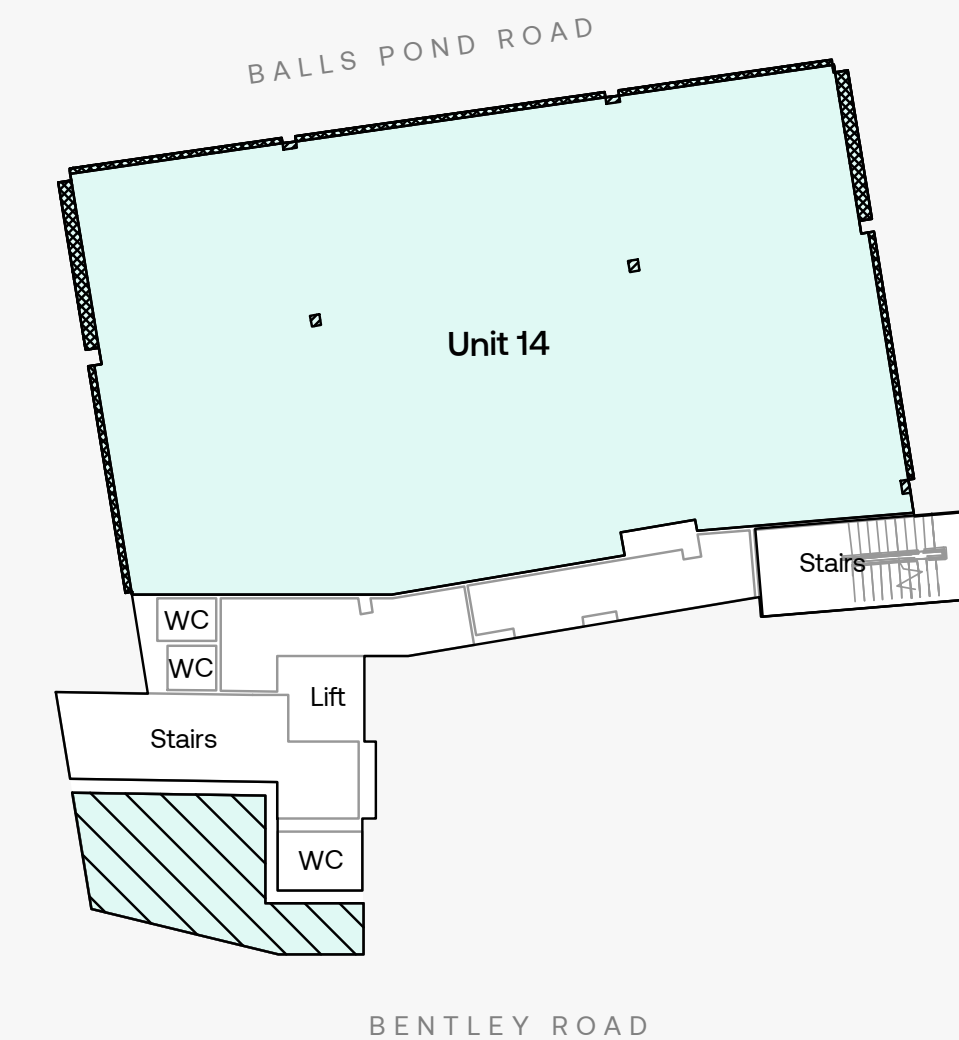 BALLS POND ROAD
Unit 14
Stairs
WC
WC
Lift
Stairs
WC
BENTLEY ROAD